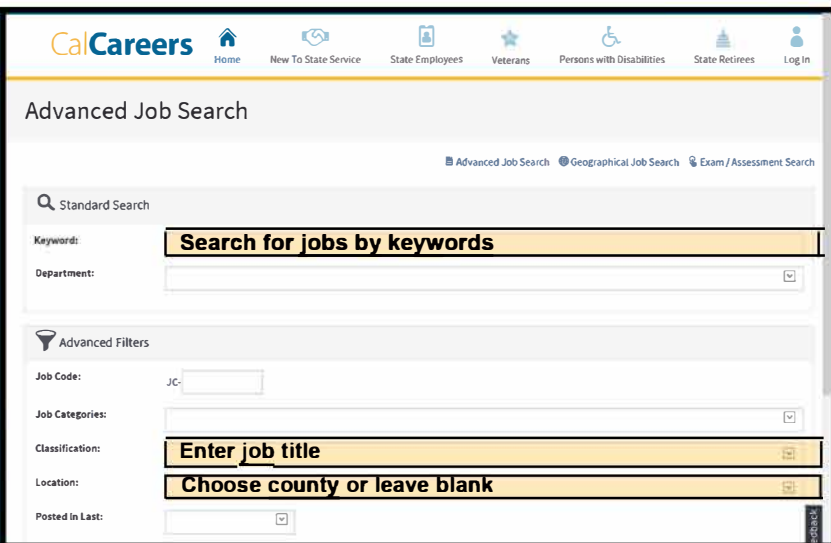 CalCareers
Home New To State Service State Employees Veterans Persons with Disabilities State Retirees Log In
Advanced Job Search
Advanced Job Search Geographical Job Search Exam / Assessment Search
Standard Search
Keyword: Search for jobs by keywords
Department:
Advanced Filters
Job Code: JC-
Job Categories:
Classification: Enter job title
Location: Choose county or leave blank
Posted in Last: